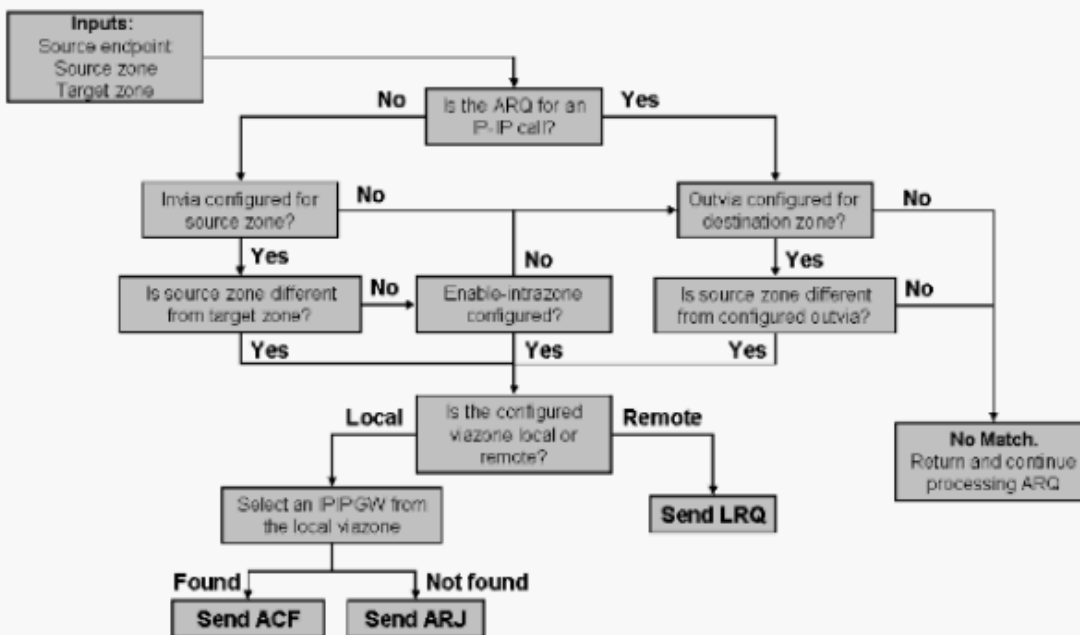 Inputs:
Source endpoint
Source zone
Target zone
No
Is the ARQ for an
IP-IP call?
Yes
Invia configured for
source zone?
No
Outvia configured for
destination zone?
No
Yes
No
Yes
Is source zone different
from target zone?
No
Enable-intrazone
configured?
Is source zone different
from configured outvia?
No
Yes
Yes
Yes
Local
Is the configured
viazone local or
remote?
Remote
No Match.
Return and continue
processing ARQ
Select an IPIPGW from
the local viazone
Send LRQ
Found
Not found
Send ACF
Send ARJ